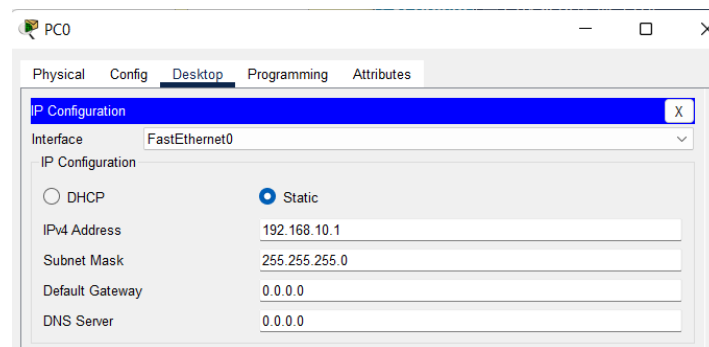 PC0
Physical Config Desktop Programming Attributes
IP Configuration
X
Interface FastEthernet0
IP Configuration
DHCP Static
IPv4 Address 192.168.10.1
Subnet Mask 255.255.255.0
Default Gateway 0.0.0.0
DNS Server 0.0.0.0